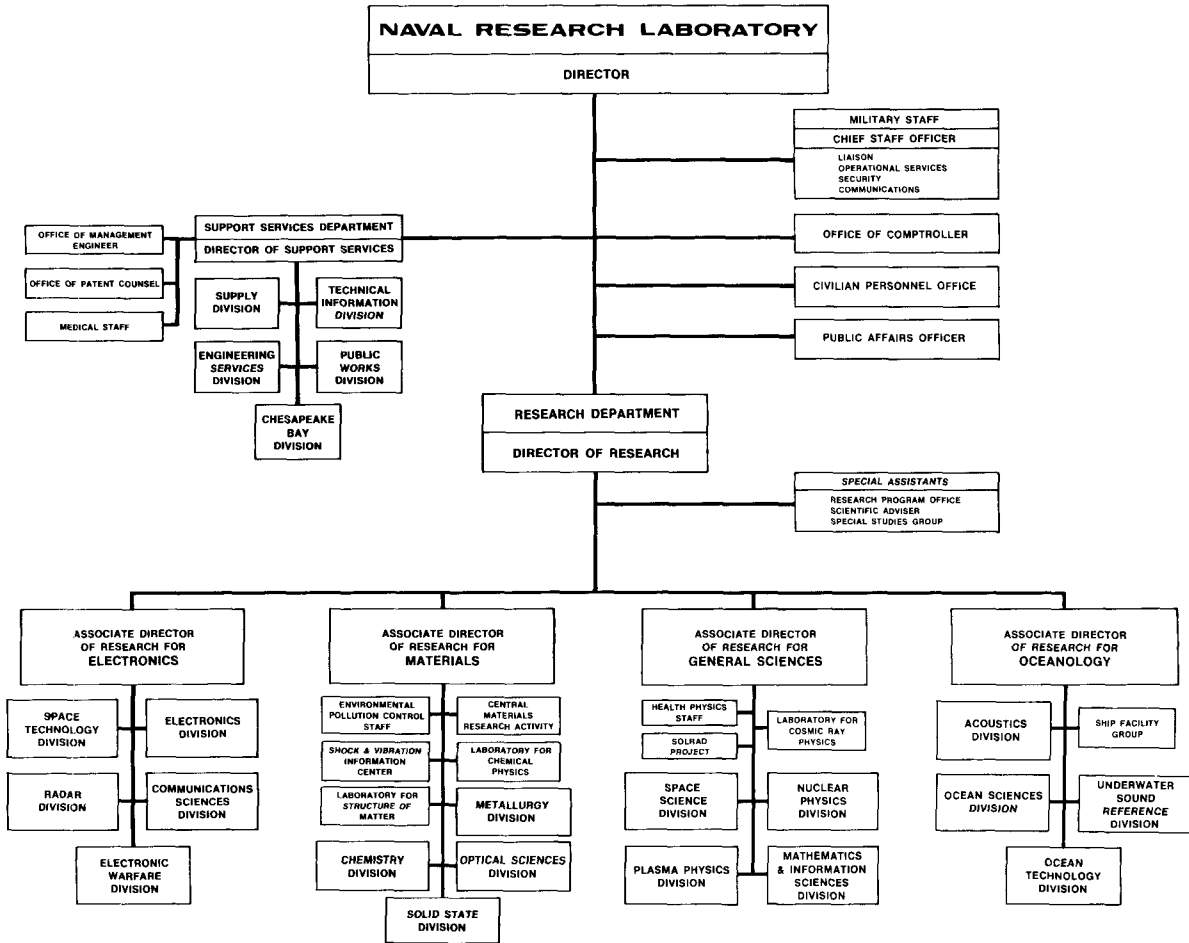 NAVAL RESEARCH LABORATORY
DIRECTOR
MILITARY STAFF
CHIEF STAFF OFFICER
LIAISON
OPERATIONAL SERVICES
SECURITY
COMMUNICATIONS
OFFICE OF MANAGEMENT
ENGINEER
OFFICE OF PATENT COUNSEL
MEDICAL STAFF
SUPPORT SERVICES DEPARTMENT
DIRECTOR OF SUPPORT SERVICES
SUPPLY
DIVISION
TECHNICAL
INFORMATION
DIVISION
ENGINEERING
SERVICES
DIVISION
PUBLIC
WORKS
DIVISION
CHESAPEAKE
BAY
DIVISION
OFFICE OF COMPTROLLER
CIVILIAN PERSONNEL OFFICE
PUBLIC AFFAIRS OFFICER
RESEARCH DEPARTMENT
DIRECTOR OF RESEARCH
SPECIAL ASSISTANTS
RESEARCH PROGRAM OFFICE
SCIENTIFIC ADVISER
SPECIAL STUDIES GROUP
ASSOCIATE DIRECTOR
OF RESEARCH FOR
ELECTRONICS
SPACE
TECHNOLOGY
DIVISION
ELECTRONICS
DIVISION
RADAR
DIVISION
COMMUNICATIONS
SCIENCES
DIVISION
ELECTRONIC
WARFARE
DIVISION
ASSOCIATE DIRECTOR
OF RESEARCH FOR
MATERIALS
ENVIRONMENTAL
POLLUTION CONTROL
STAFF
CENTRAL
MATERIALS
RESEARCH ACTIVITY
SHOCK & VIBRATION
INFORMATION
CENTER
LABORATORY FOR
CHEMICAL
PHYSICS
LABORATORY FOR
STRUCTURE OF
MATTER
METALLURGY
DIVISION
CHEMISTRY
DIVISION
OPTICAL SCIENCES
DIVISION
SOLID STATE
DIVISION
ASSOCIATE DIRECTOR
OF RESEARCH FOR
GENERAL SCIENCES
HEALTH PHYSICS
STAFF
LABORATORY FOR
COSMIC RAY
PHYSICS
SOLRAD
PROJECT
SPACE
SCIENCE
DIVISION
NUCLEAR
PHYSICS
DIVISION
PLASMA PHYSICS
DIVISION
MATHEMATICS
& INFORMATION
SCIENCES
DIVISION
ASSOCIATE DIRECTOR
OF RESEARCH FOR
OCEANOLOGY
ACOUSTICS
DIVISION
SHIP FACILITY
GROUP
OCEAN SCIENCES
DIVISION
UNDERWATER
SOUND
REFERENCE
DIVISION
OCEAN
TECHNOLOGY
DIVISION